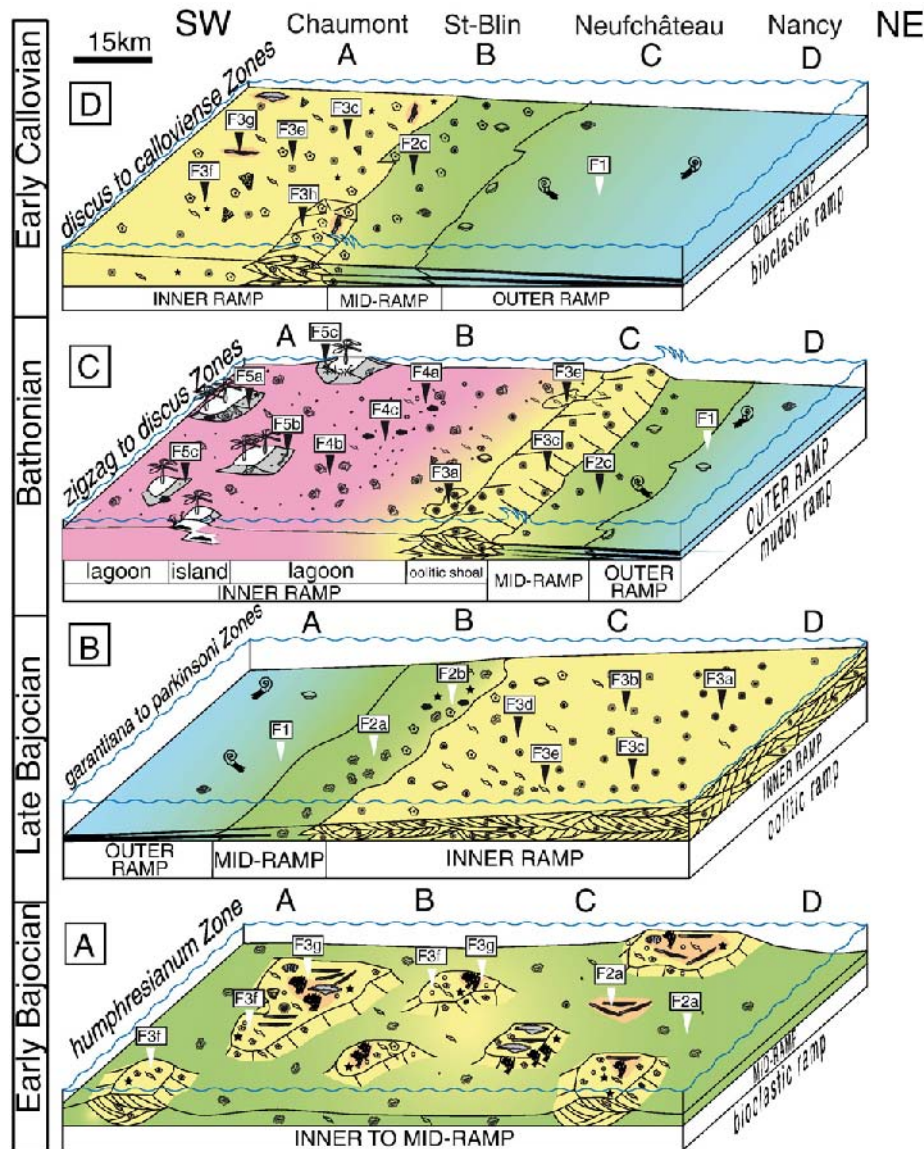 SW Chaumont St-Blin Neufchâteau Nancy NE
15km
A B C D
Early Callovian
D
discus to calloviense Zones
F3g
F3c
F3e
F3f
F2c
F3h
F1
OUTER RAMP
bioclastic ramp
INNER RAMP MID-RAMP OUTER RAMP
Bathonian
C
A B C D
zigzag to discus Zones
F5c
F5a
F4a
F3e
F4c
F5b
F4b
F3c
F1
F5c
F2c
F3a
OUTER RAMP
muddy ramp
lagoon island lagoon oolitic shoal MID-RAMP OUTER RAMP
INNER RAMP
Late Bajocian
B
A B C D
garantiana to parkinsoni Zones
F2b
F3b
F3a
F3d
F1
F2a
F3e
F3c
INNER RAMP
oolitic ramp
OUTER RAMP MID-RAMP INNER RAMP
Early Bajocian
A
A B C D
humphresianum Zone
F3g
F3f
F3g
F3f
F2a
F2a
F3f
MID-RAMP
bioclastic ramp
INNER TO MID-RAMP